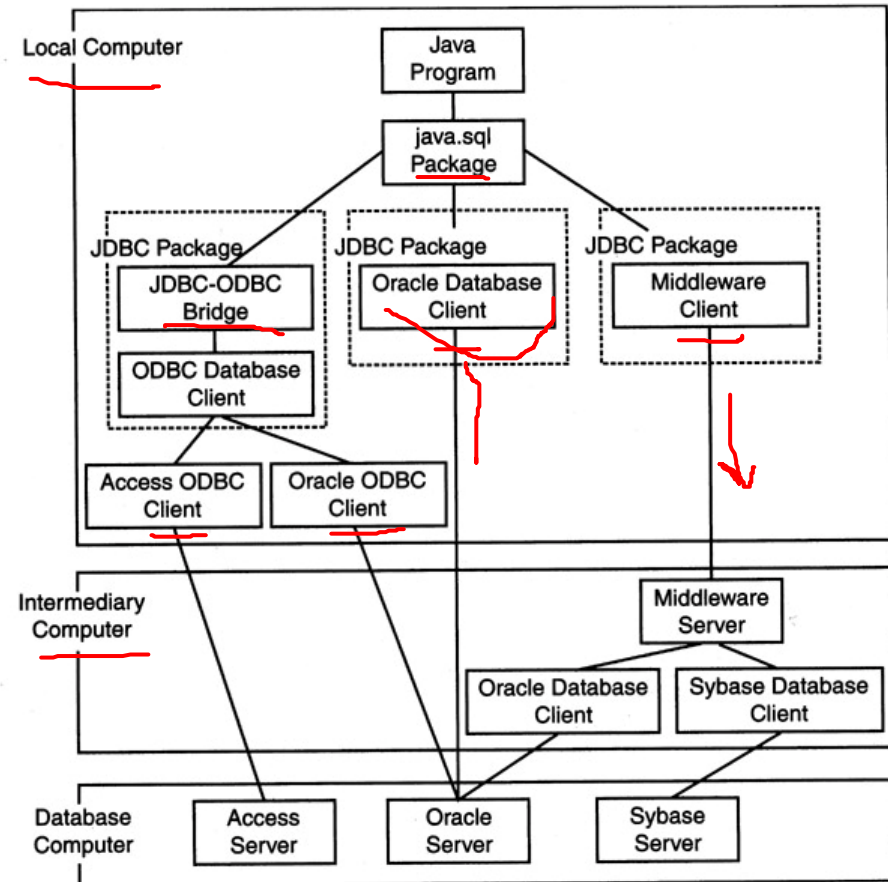 Local Computer
Java
Program
java.sql
Package
JDBC Package
JDBC-ODBC
Bridge
ODBC Database
Client
JDBC Package
Oracle Database
Client
JDBC Package
Middleware
Client
Access ODBC
Client
Oracle ODBC
Client
Intermediary
Computer
Middleware
Server
Oracle Database
Client
Sybase Database
Client
Database
Computer
Access
Server
Oracle
Server
Sybase
Server